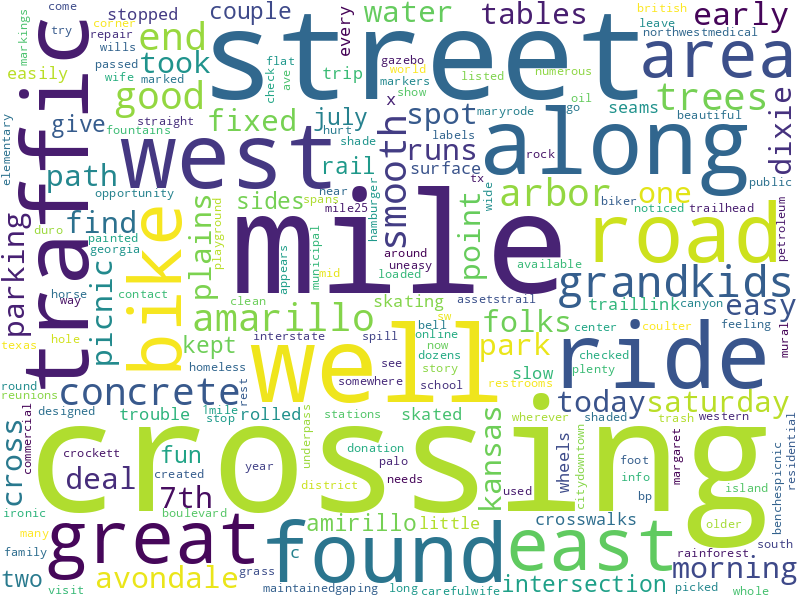 come
markings
corner
try
repair
wills
stopped
passed
wife
marked
easily
couple
took
end
good
fountains
straight
give
path
opportunity
elementary
traffic
street
every
water
tables
early
british
leave
northwestmedical
gazebo
world
markers
show
listed
numerous
area
flat
ave
check
trip
trees
oil
go
seams
beautiful
maryrode
labels
dixie
fixed
july
hurt
shade
x
spot
runs
surface
smooth
along
west
rail
tx
rock
near
spans
mile25
hamburger
sides
plains
playground
find
bike
parking
duro
painted
georgia
horse
way
contact
picnic
texas
hole
clean
appears
municipal
mid
mile
around
uneasy
loaded
point
wide
arbor
one
biker
noticed
trailhead
public
petroleum
road
available
grandkids
assetstrail
traillink
canyon
easy
feeling
mural
amarillo
skating
sw
bell
online
now
dozens
story
folks
park
slow
center
checked
plenty
coulter
kept
interstate
spill
see
homeless
somewhere
school
restrooms
well
ride
round
reunions
concrete
designed
rest
1mile
stop
rolled
trouble
stations
skated
wherever
shaded
today
saturday
trash
western
commercial
cross
crockett
fun
created
year
underpass
donation
palo
needs
district
kansas
crossing
used
wheels
citydowntown
foot
info
bp
margaret
island
benchespicnic
residential
deal
7th
boulevard
ironic
many
family
great
two
visit
avondale
grass
c
found
amirillo
little
crosswalks
east
older
rainforest
south
morning
maintainedgaping
long
carefulwife
intersection
picked
whole